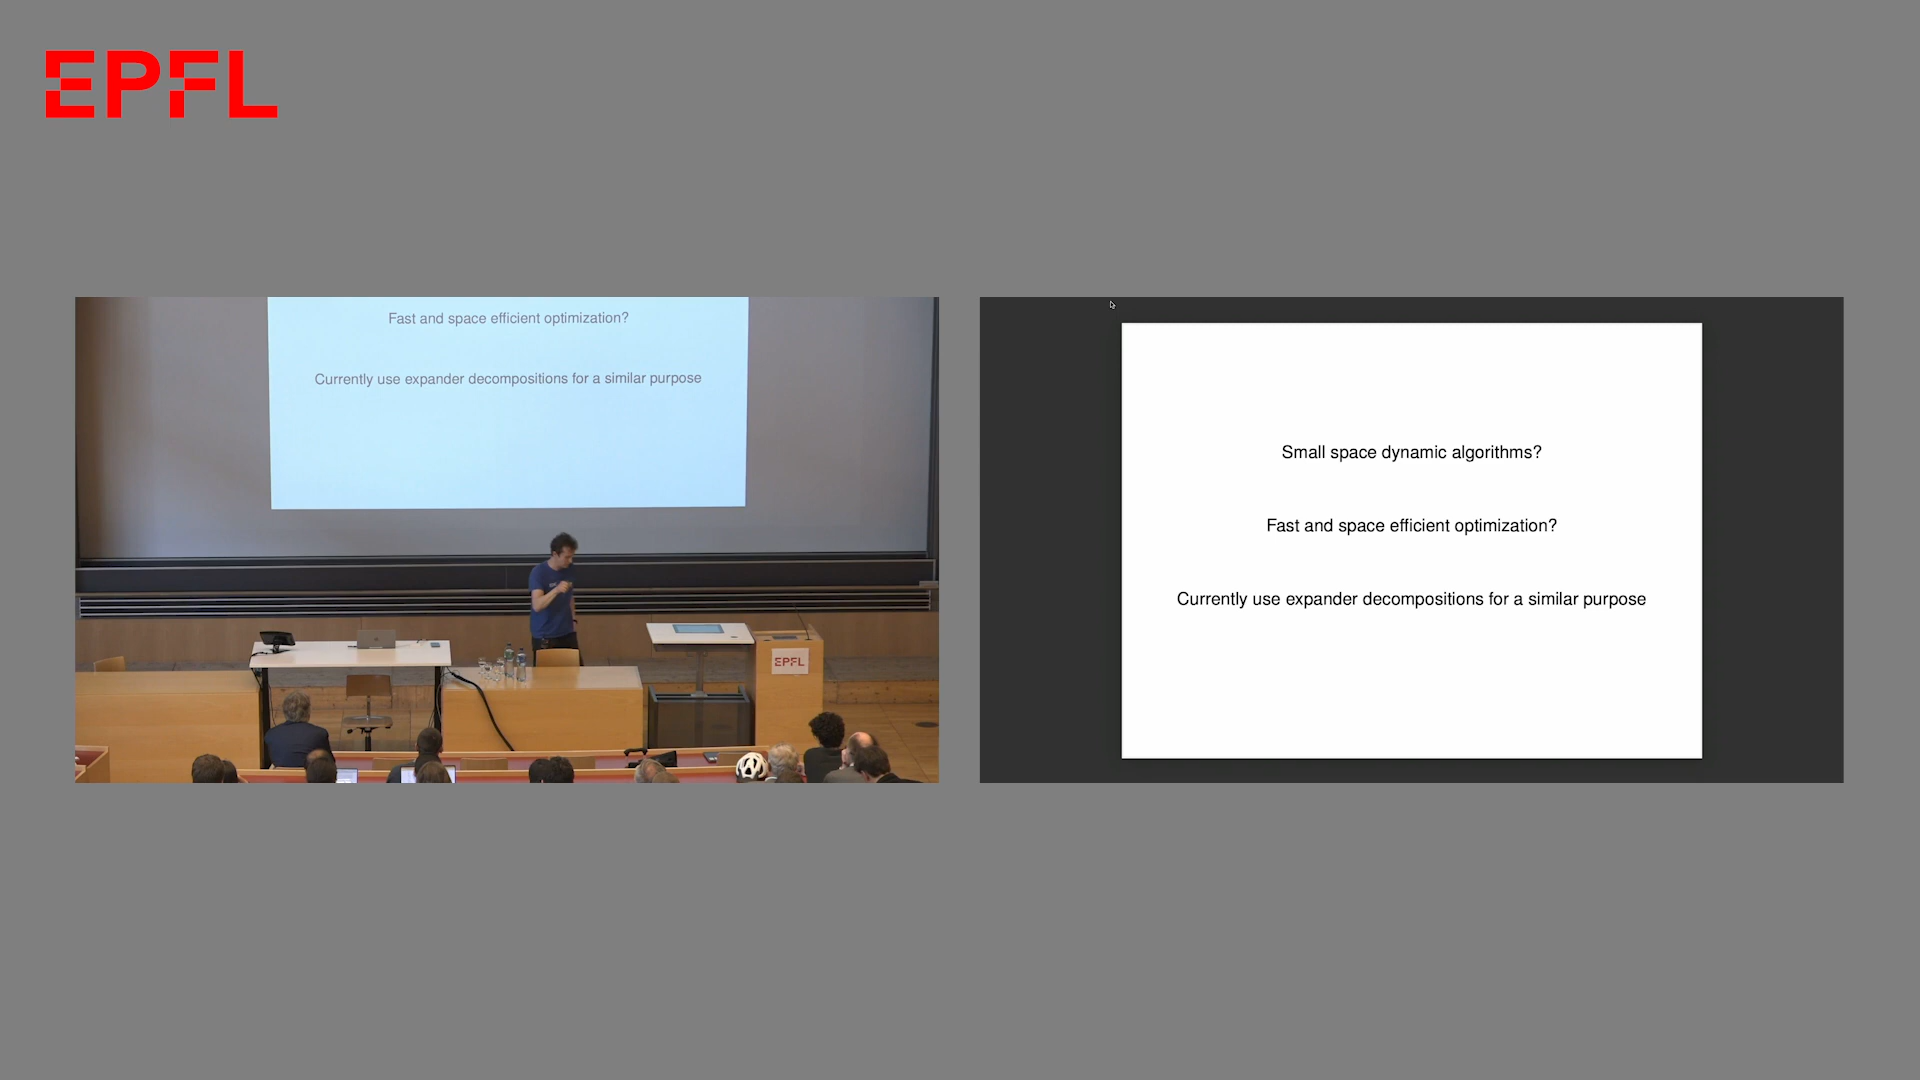 EPFL
Fast and space efficient optimization?
Currently use expander decompositions for a similar purpose
EPFL
Small space dynamic algorithms?
Fast and space efficient optimization?
Currently use expander decompositions for a similar purpose